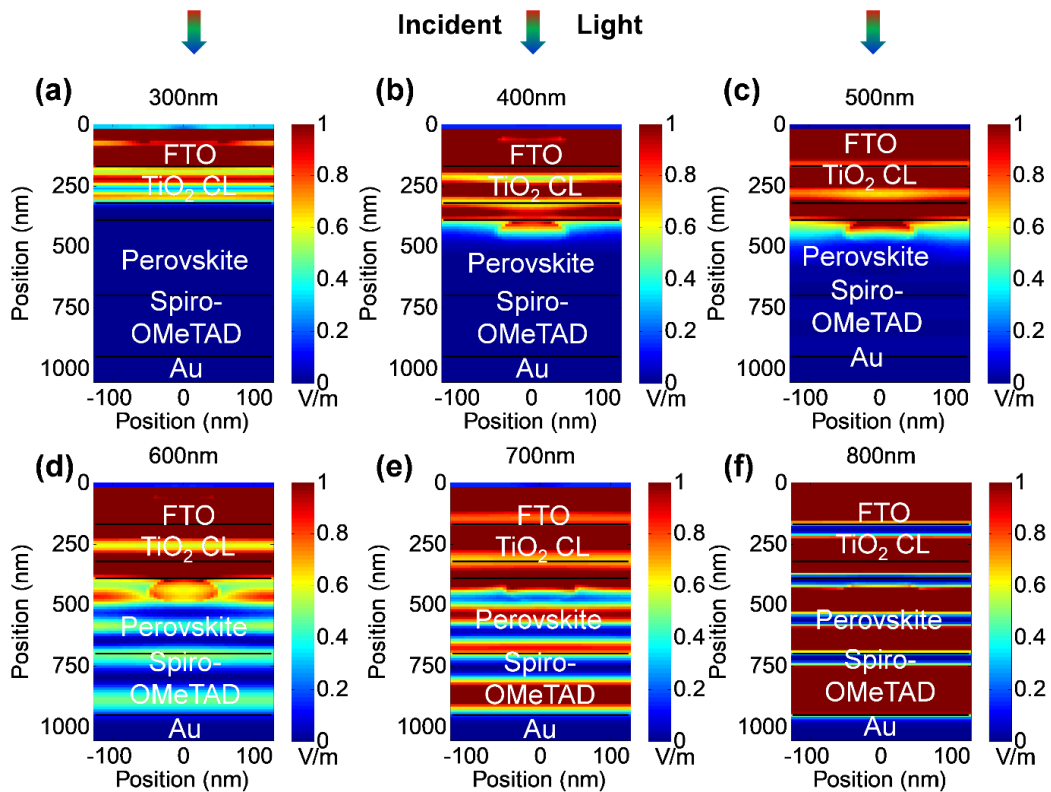 Incident Light
(a)
300nm
0
250
500
750
1000
Position (nm)
FTO
TiO₂ CL
Perovskite
Spiro-
OMeTAD
Au
-100 0 100
Position (nm)
1
0.8
0.6
0.4
0.2
0
V/m
(b)
400nm
0
250
500
750
1000
Position (nm)
FTO
TiO₂ CL
Perovskite
Spiro-
OMeTAD
Au
-100 0 100
Position (nm)
1
0.8
0.6
0.4
0.2
0
V/m
(c)
500nm
0
250
500
750
1000
Position (nm)
FTO
TiO₂ CL
Perovskite
Spiro-
OMeTAD
Au
-100 0 100
Position (nm)
1
0.8
0.6
0.4
0.2
0
V/m
(d)
600nm
0
250
500
750
1000
Position (nm)
FTO
TiO₂ CL
Perovskite
Spiro-
OMeTAD
Au
-100 0 100
Position (nm)
1
0.8
0.6
0.4
0.2
0
V/m
(e)
700nm
0
250
500
750
1000
Position (nm)
FTO
TiO₂ CL
Perovskite
Spiro-
OMeTAD
Au
-100 0 100
Position (nm)
1
0.8
0.6
0.4
0.2
0
V/m
(f)
800nm
0
250
500
750
1000
Position (nm)
FTO
TiO₂ CL
Perovskite
Spiro-
OMeTAD
Au
-100 0 100
Position (nm)
1
0.8
0.6
0.4
0.2
0
V/m